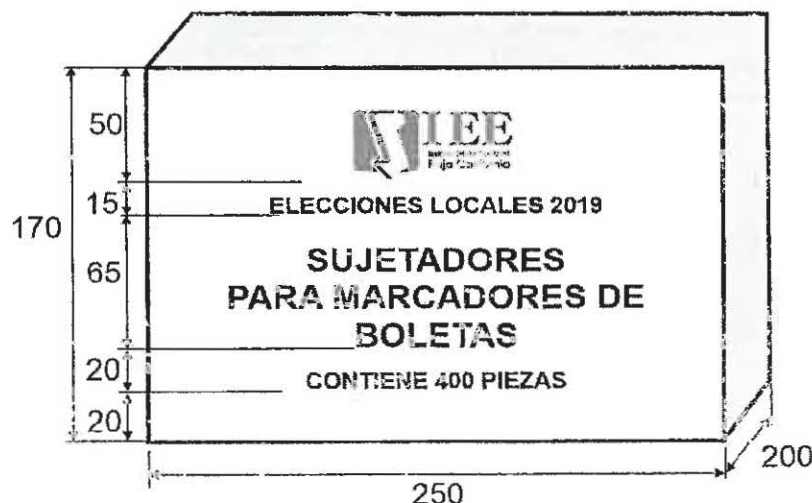 50
IEE
15
ELECCIONES LOCALES 2019
170
65
SUJETADORES
PARA MARCADORES DE
BOLETAS
20
CONTIENE 400 PIEZAS
20
200
250